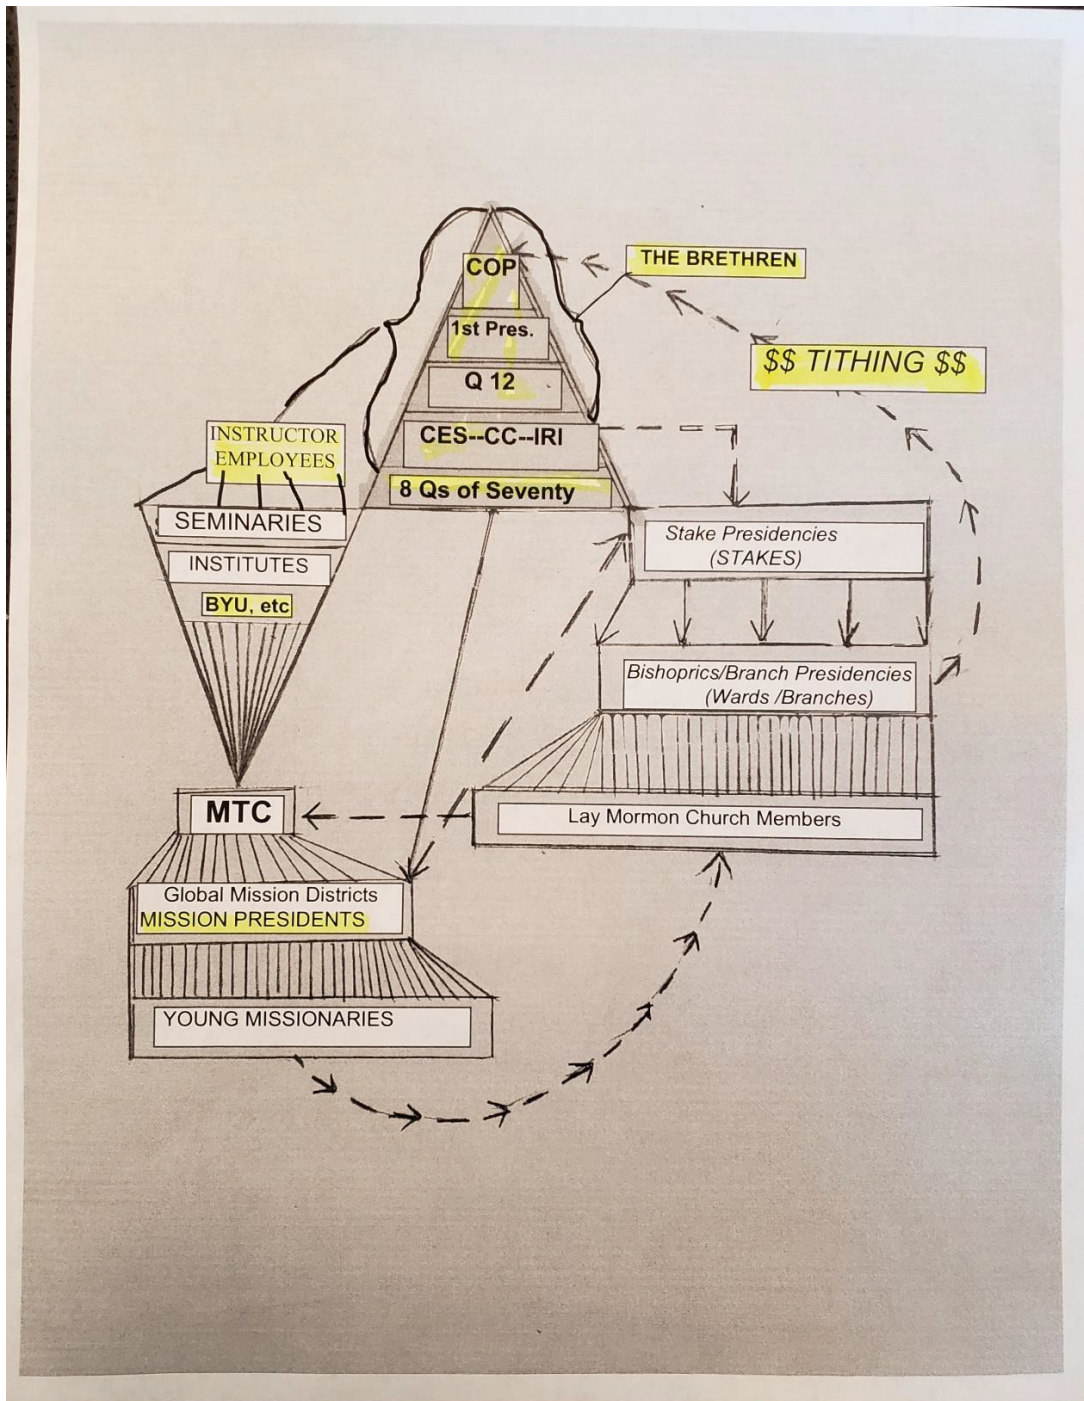 COP
THE BRETHREN
1st Pres.
$$ TITHING $$
Q 12
INSTRUCTOR
EMPLOYEES
CES--CC--IRI
8 Qs of Seventy
SEMINARIES
Stake Presidencies
(STAKES)
INSTITUTES
BYU, etc
Bishoprics/Branch Presidencies
(Wards /Branches)
MTC
Lay Mormon Church Members
Global Mission Districts
MISSION PRESIDENTS
YOUNG MISSIONARIES